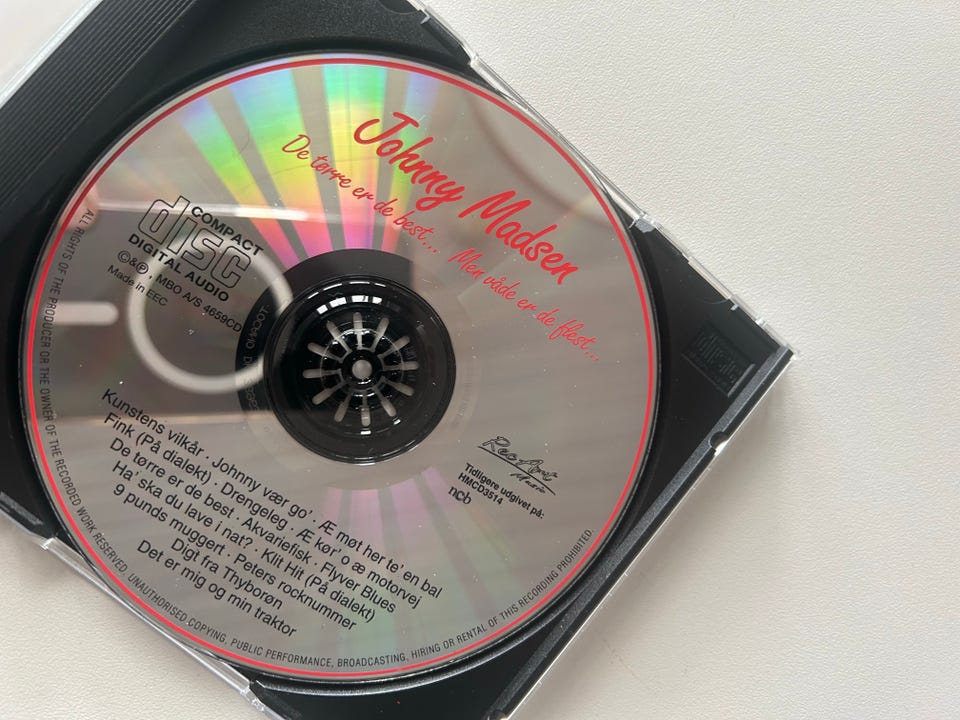 Johnny Madsen
De tørre er de best... Men våde er de flest...
COMPACT
disc
DIGITAL AUDIO
©&℗, MBO A/S 4659CD
Made in EEC
Kunstens vilkår · Johnny vær go' · Æ møt her te' en bal
Fink (På dialekt) · Drengeleg · Æ kør' o æ motorvej
De tørre er de best · Akvariefisk · Flyver Blues
Ha' ska du lave i nat? · Klit Hit (På dialekt)
9 punds muggert · Peters rocknummer
Digt fra Thyborøn
Det er mig og min traktor
RecArt
Music
Tidligere udgivet på:
HMCD3514
ncb
ALL RIGHTS OF THE PRODUCER OR THE OWNER OF THE RECORDED WORK RESERVED. UNAUTHORISED COPYING, PUBLIC PERFORMANCE, BROADCASTING, HIRING OR RENTAL OF THIS RECORDING PROHIBITED.